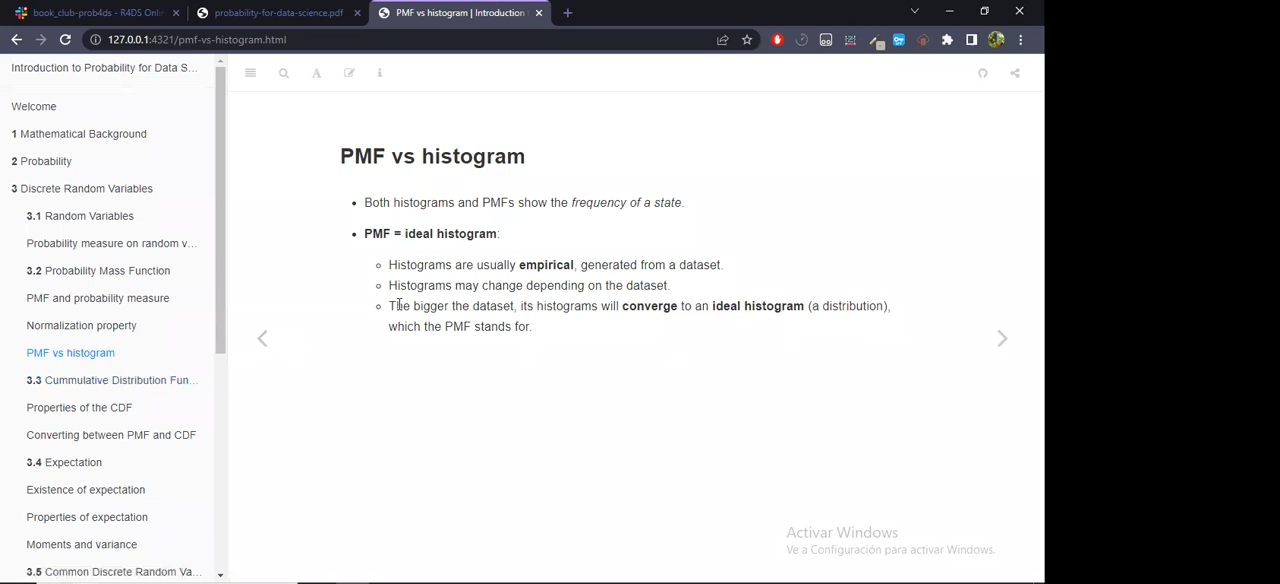 book_club-prob4ds - R4DS Onli
probability-for-data-science.pdf
PMF vs histogram | Introduction
127.0.0.1:4321/pmf-vs-histogram.html
Introduction to Probability for Data S...
Welcome
1 Mathematical Background
2 Probability
3 Discrete Random Variables
3.1 Random Variables
Probability measure on random v...
3.2 Probability Mass Function
PMF and probability measure
Normalization property
PMF vs histogram
3.3 Cummulative Distribution Fun...
Properties of the CDF
Converting between PMF and CDF
3.4 Expectation
Existence of expectation
Properties of expectation
Moments and variance
3.5 Common Discrete Random Va...
A
i
PMF vs histogram
• Both histograms and PMFs show the frequency of a state.
• PMF = ideal histogram:
◦ Histograms are usually empirical, generated from a dataset.
◦ Histograms may change depending on the dataset.
◦ The bigger the dataset, its histograms will converge to an ideal histogram (a distribution),
which the PMF stands for.
Activar Windows
Ve a Configuración para activar Windows.